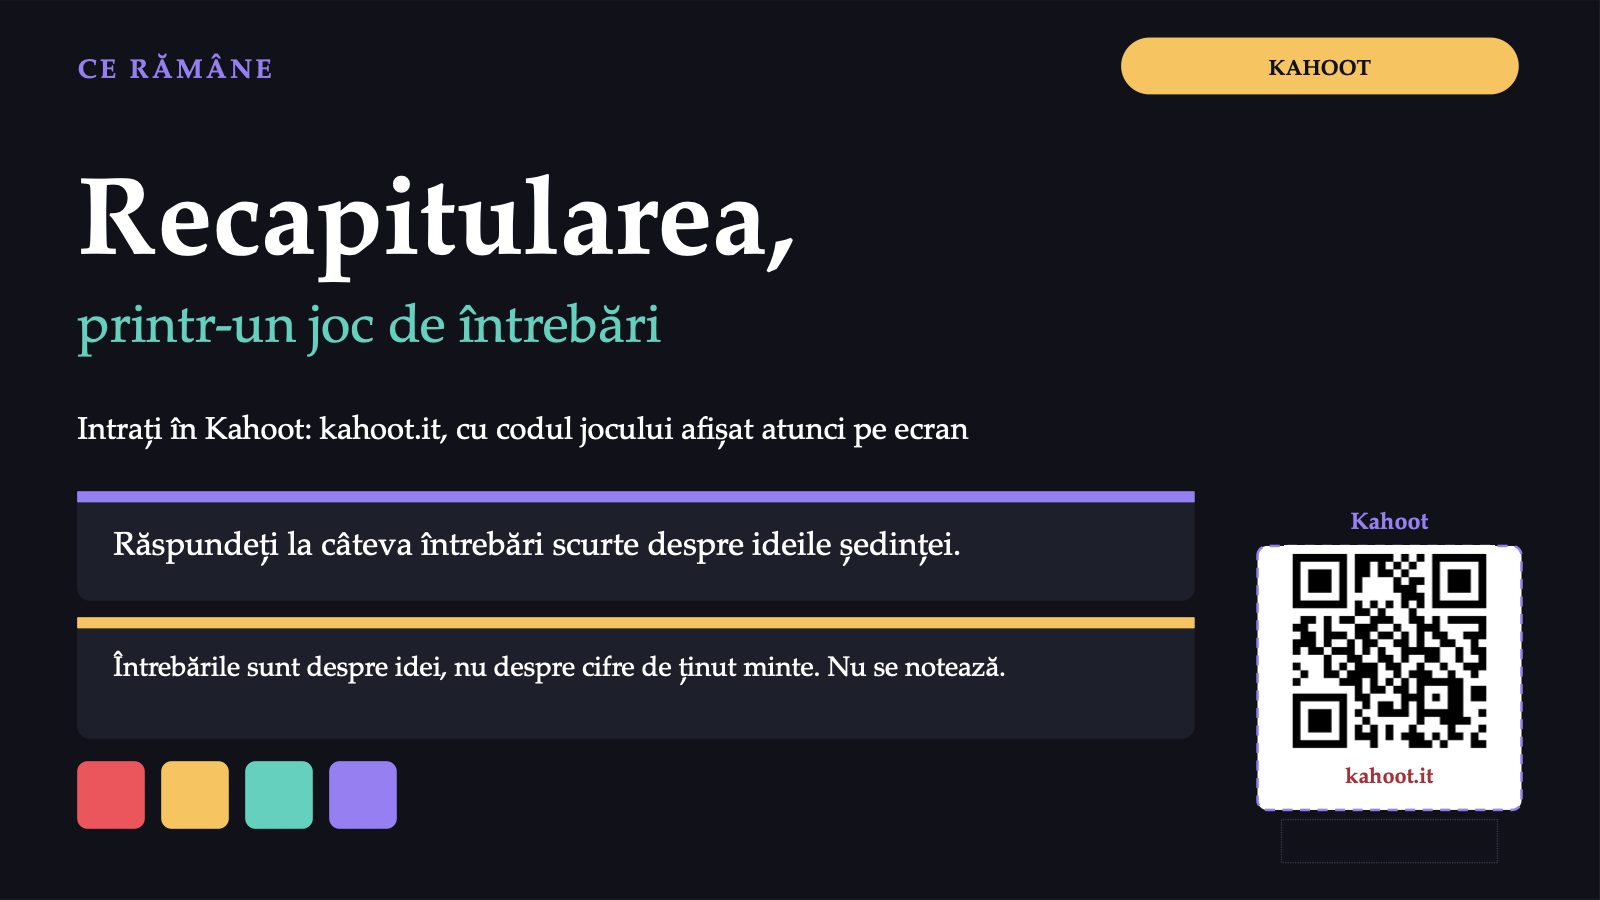 CE RĂMÂNE
KAHOOT
Recapitularea,
printr-un joc de întrebări
Intrați în Kahoot: kahoot.it, cu codul jocului afișat atunci pe ecran
Răspundeți la câteva întrebări scurte despre ideile ședinței.
Întrebările sunt despre idei, nu despre cifre de ținut minte. Nu se notează.
Kahoot
kahoot.it